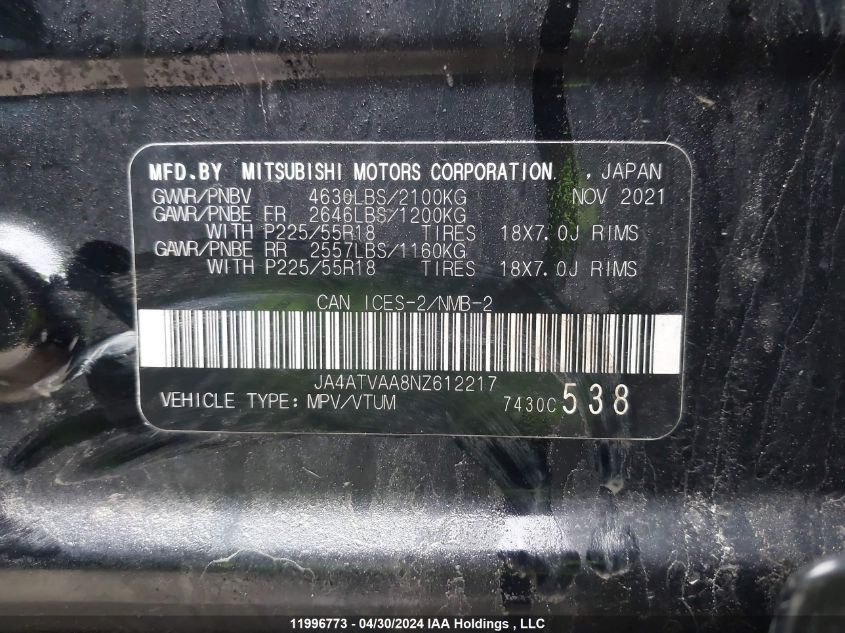 MFD.BY MITSUBISHI MOTORS CORPORATION. , JAPAN
GVWR/PNBV 4630LBS/2100KG NOV 2021
GAWR/PNBE FR 2646LBS/1200KG
WITH P225/55R18 TIRES 18X7.0J RIMS
GAWR/PNBE RR 2557LBS/1160KG
WITH P225/55R18 TIRES 18X7.0J RIMS
CAN ICES-2/NMB-2
JA4ATVAA8NZ612217
VEHICLE TYPE: MPV/VTUM 7430C 538
11996773 - 04/30/2024 IAA Holdings , LLC